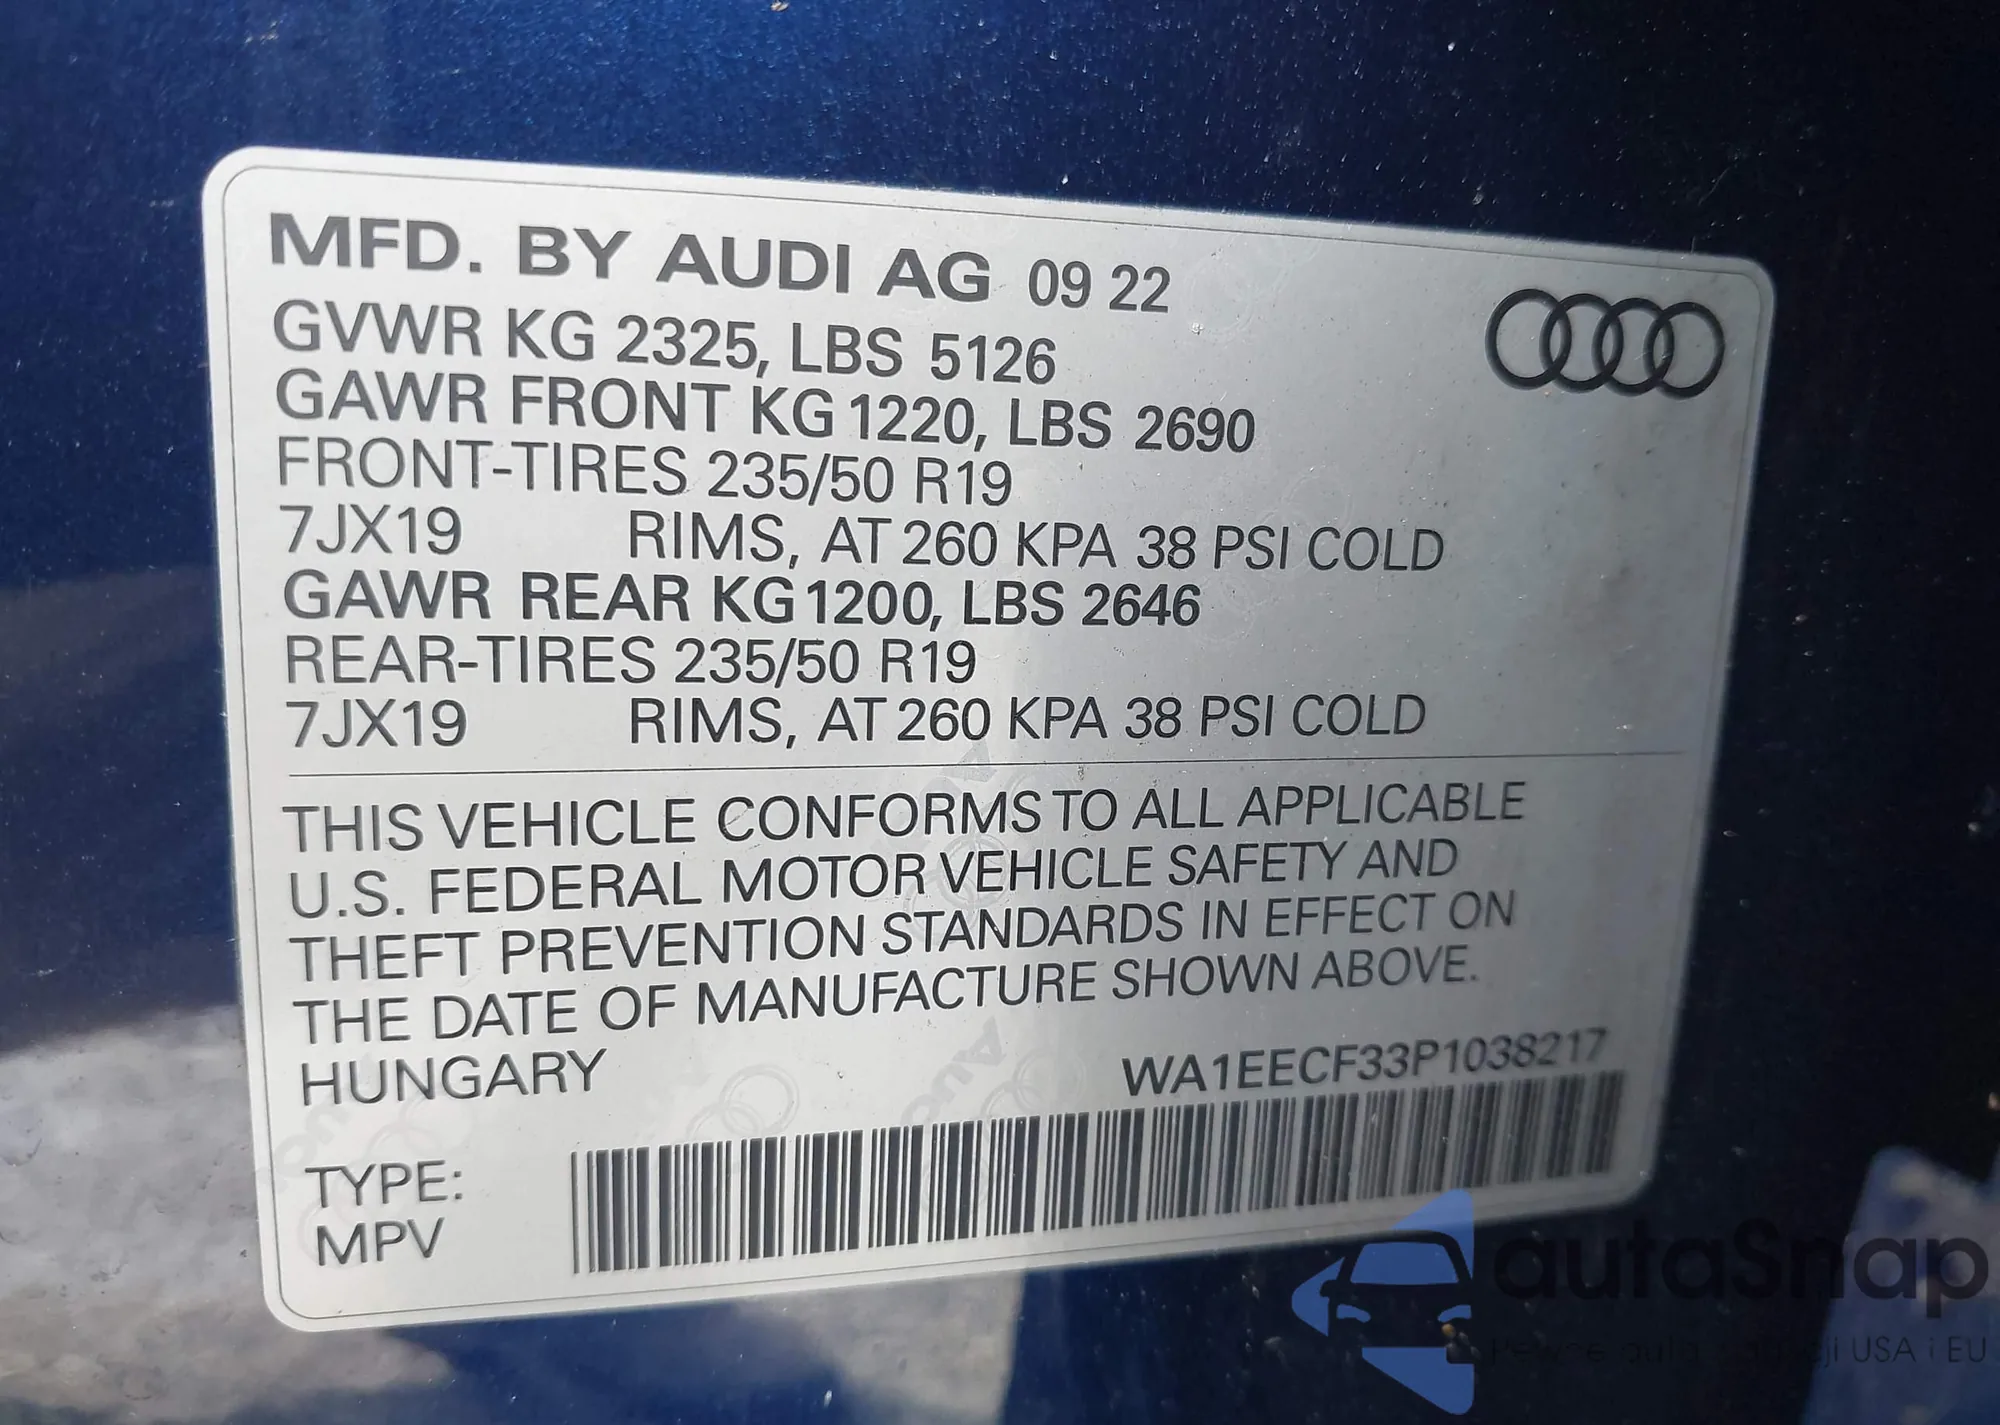 MFD. BY AUDI AG 09 22
GVWR KG 2325, LBS 5126
GAWR FRONT KG 1220, LBS 2690
FRONT-TIRES 235/50 R19
7JX19 RIMS, AT 260 KPA 38 PSI COLD
GAWR REAR KG 1200, LBS 2646
REAR-TIRES 235/50 R19
7JX19 RIMS, AT 260 KPA 38 PSI COLD
THIS VEHICLE CONFORMS TO ALL APPLICABLE
U.S. FEDERAL MOTOR VEHICLE SAFETY AND
THEFT PREVENTION STANDARDS IN EFFECT ON
THE DATE OF MANUFACTURE SHOWN ABOVE.
HUNGARY WA1EECF33P1038217
TYPE:
MPV
autaSnap
USA i EU